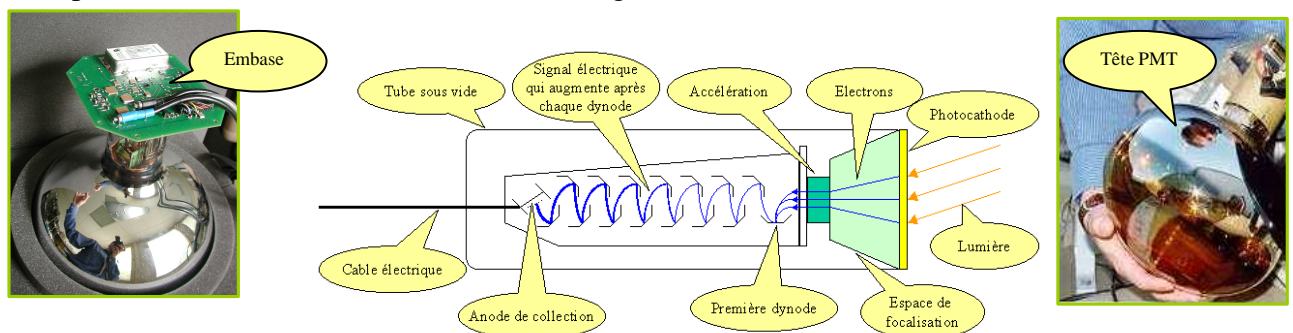 Embase
Tube sous vide
Signal électrique
qui augmente après
chaque dynode
Accélération
Electrons
Photocathode
Tête PMT
Cable électrique
Anode de collection
Première dynode
Espace de
focalisation
Lumière